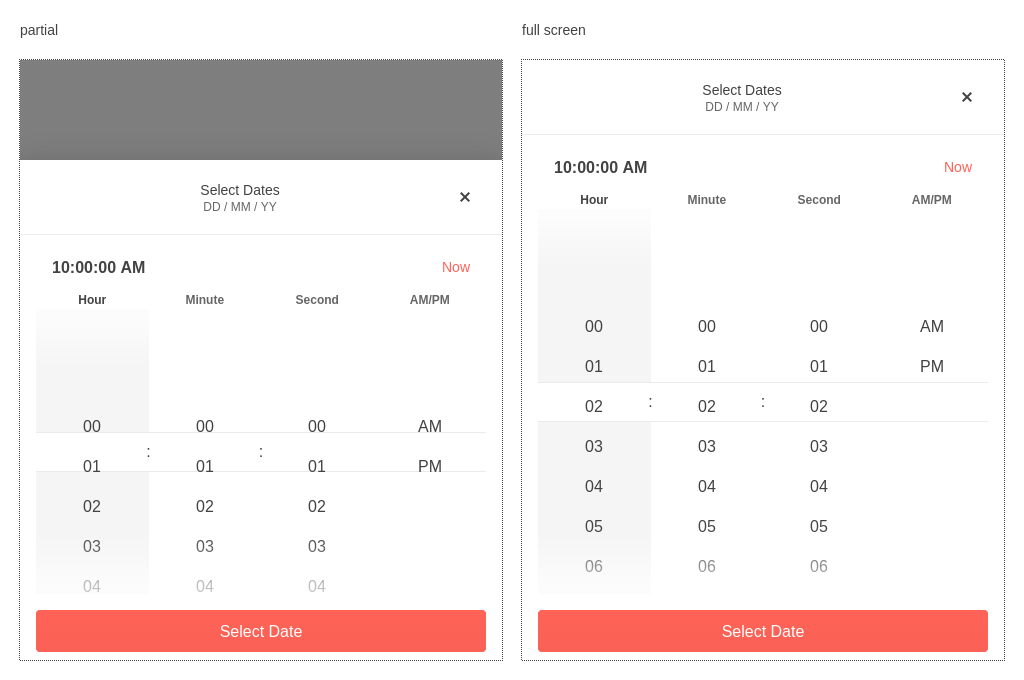 partial
Select Dates
DD / MM / YY
×
10:00:00 AM
Now
Hour Minute Second AM/PM
00 00 00 AM
: :
01 01 01 PM
02 02 02
03 03 03
04 04 04
Select Date
full screen
Select Dates
DD / MM / YY
×
10:00:00 AM
Now
Hour Minute Second AM/PM
00 00 00 AM
01 01 01 PM
02 : 02 : 02
03 03 03
04 04 04
05 05 05
06 06 06
Select Date